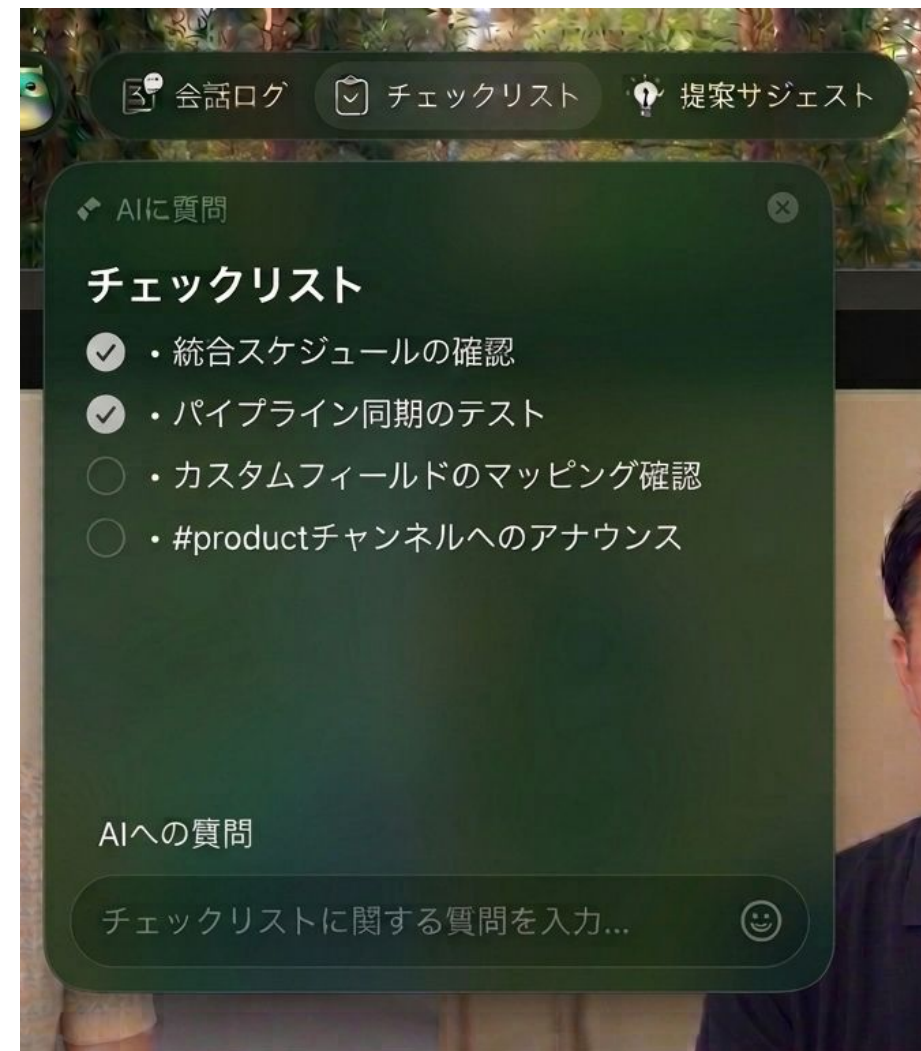 会話ログ チェックリスト 提案サジェスト
AIに質問
チェックリスト
・統合スケジュールの確認
・パイプライン同期のテスト
・カスタムフィールドのマッピング確認
・#productチャンネルへのアナウンス
AIへの質問
チェックリストに関する質問を入力...